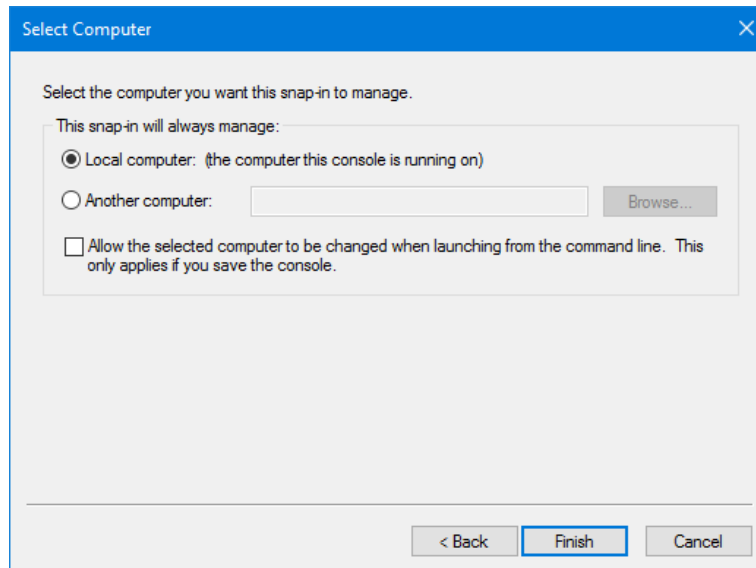 Select Computer
Select the computer you want this snap-in to manage.
This snap-in will always manage:
Local computer: (the computer this console is running on)
Another computer:
Browse...
Allow the selected computer to be changed when launching from the command line. This
only applies if you save the console.
< Back
Finish
Cancel